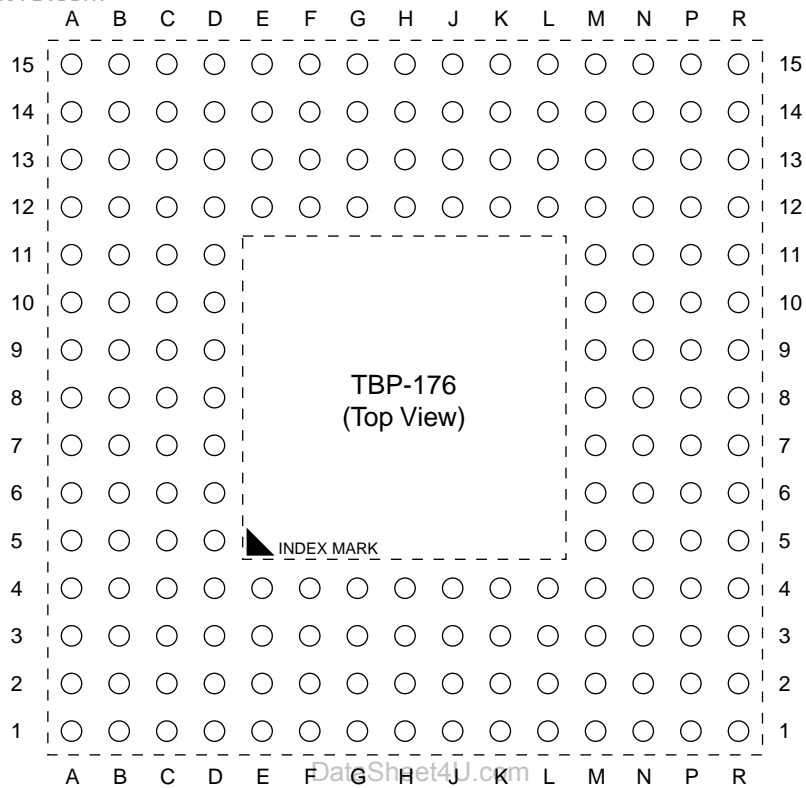 A B C D E F G H J K L M N P R
15 15
14 14
13 13
12 12
11 11
10 10
9 9
8 8
TBP-176
(Top View)
7 7
6 6
5 5
INDEX MARK
4 4
3 3
2 2
1 1
DataSheet4U.com
A B C D E F G H J K L M N P R